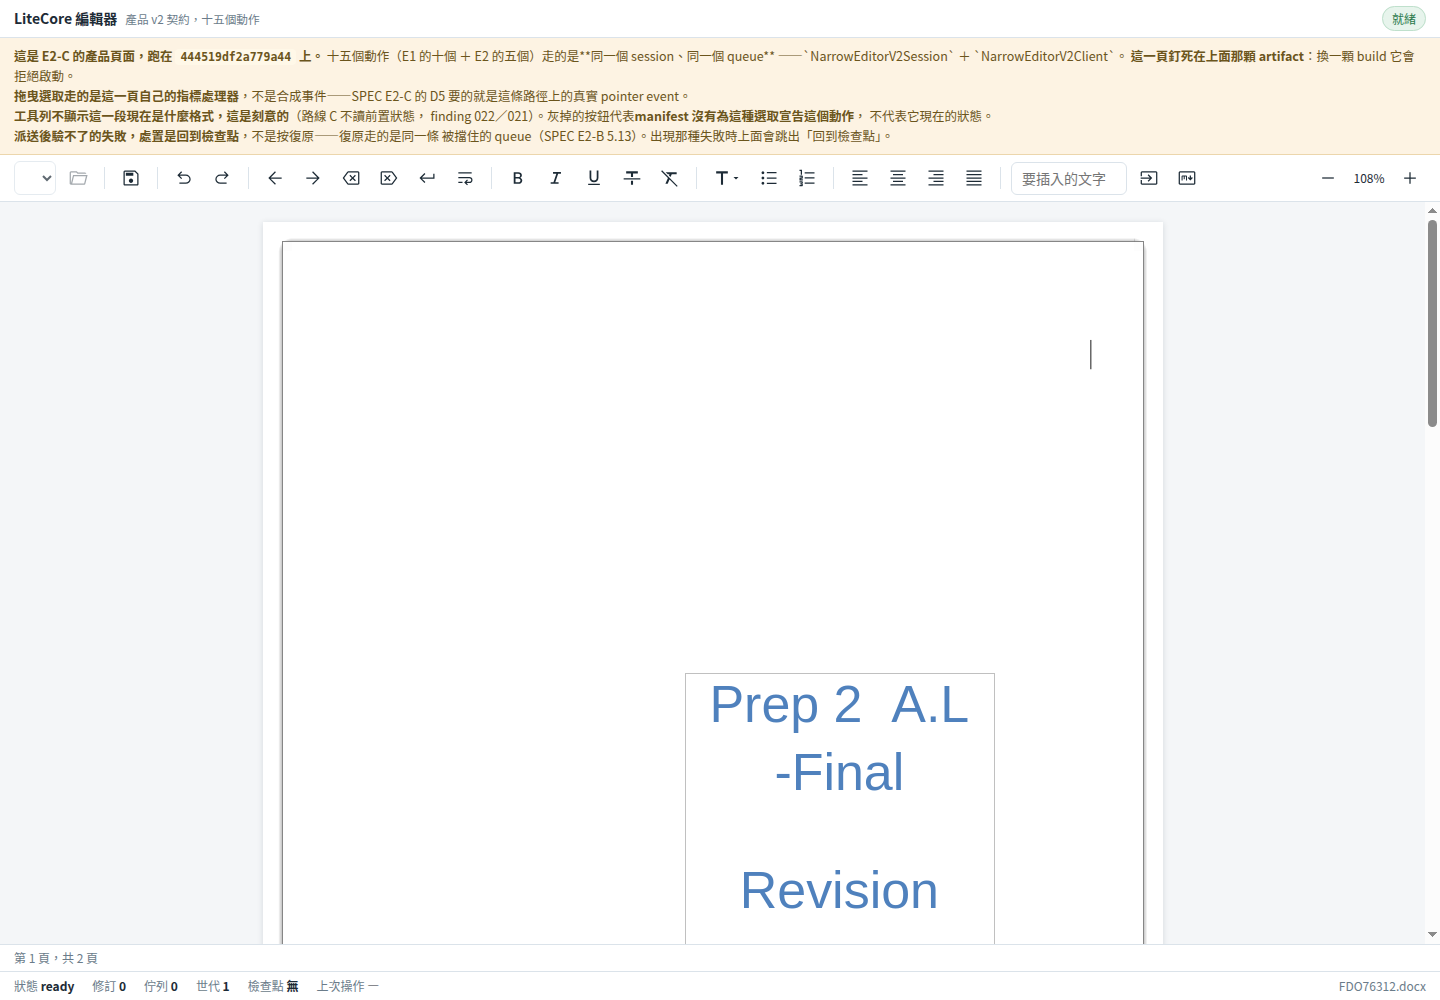 LiteCore 編輯器 產品 v2 契約，十五個動作 就緒
這是 E2-C 的產品頁面，跑在 444519df2a779a44 上。 十五個動作（E1 的十個 ＋ E2 的五個）走的是**同一個 session、同一個 queue** ——`NarrowEditorV2Session` ＋ `NarrowEditorV2Client`。 這一頁釘死在上面那顆 artifact：換一顆 build 它會
拒絕啟動。
拖曳選取走的是這一頁自己的指標處理器，不是合成事件——SPEC E2-C 的 D5 要的就是這條路徑上的真實 pointer event。
工具列不顯示這一段現在是什麼格式，這是刻意的（路線 C 不讀前置狀態， finding 022／021）。灰掉的按鈕代表manifest 沒有為這種選取宣告這個動作， 不代表它現在的狀態。
派送後驗不了的失敗，處置是回到檢查點，不是按復原——復原走的是同一條 被擋住的 queue（SPEC E2-B 5.13）。出現那種失敗時上面會跳出「回到檢查點」。
要插入的文字 108%
Prep 2 A.L
-Final
Revision
第 1 頁，共 2 頁
狀態 ready 修訂 0 佇列 0 世代 1 檢查點 無 上次操作 — FDO76312.docx